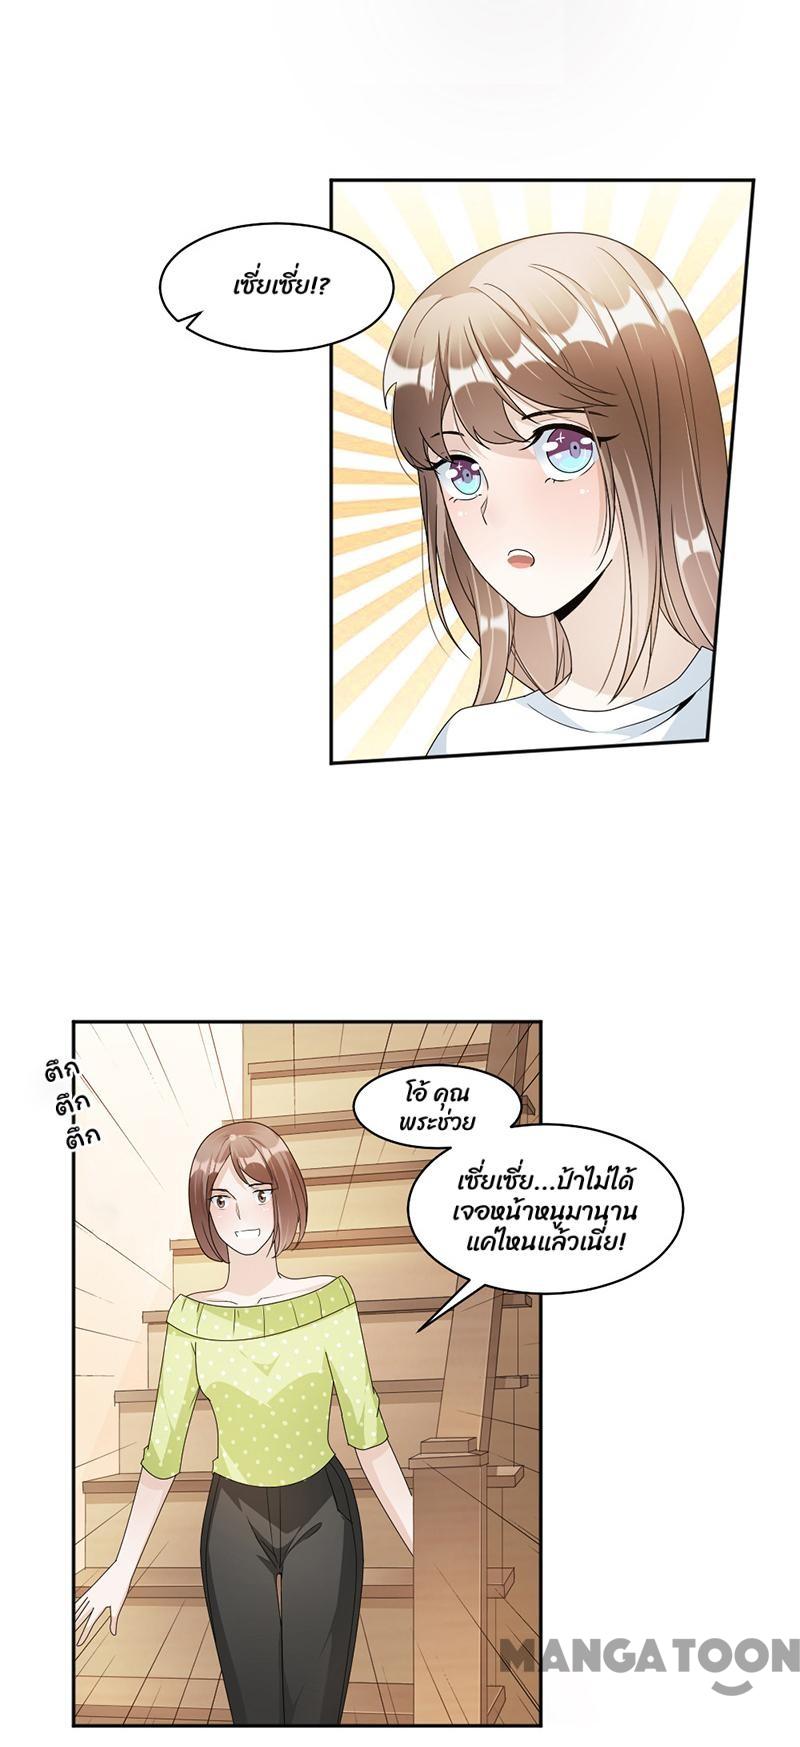 เซี่ยเซี่ย!?
ตึก
ตึก
ตึก
โอ้ คุณ
พระช่วย
เซี่ยเซี่ย...ป้าไม่ได้
เจอหน้าหนูมานาน
แค่ไหนแล้วเนี่ย!
MANGATOON